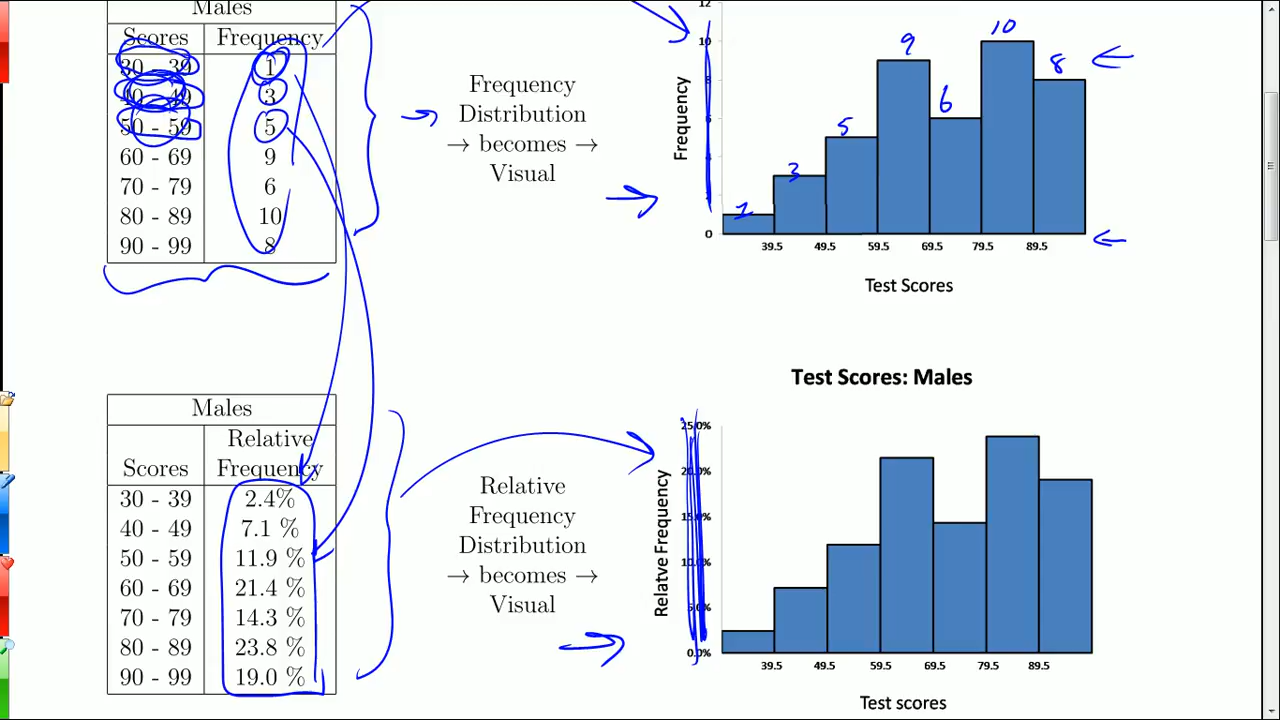 Males
Scores Frequency
30 - 39 1
40 - 49 3
50 - 59 5
60 - 69 9
70 - 79 6
80 - 89 10
90 - 99 8
Frequency
Distribution
→ becomes →
Visual
Frequency
10
8
6
4
2
0
1 3 5 9 6 10 8
39.5 49.5 59.5 69.5 79.5 89.5
Test Scores
Males
Relative
Scores Frequency
30 - 39 2.4%
40 - 49 7.1 %
50 - 59 11.9 %
60 - 69 21.4 %
70 - 79 14.3 %
80 - 89 23.8 %
90 - 99 19.0 %
Relative
Frequency
Distribution
→ becomes →
Visual
Test Scores: Males
Relatve Frequency
25.0%
20.0%
15.0%
10.0%
5.0%
0.0%
39.5 49.5 59.5 69.5 79.5 89.5
Test scores